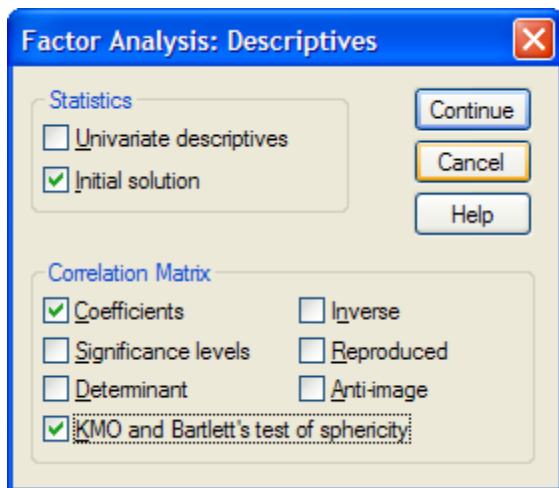 Factor Analysis: Descriptives
Statistics
Univariate descriptives
Initial solution
Continue
Cancel
Help
Correlation Matrix
Coefficients
Inverse
Significance levels
Reproduced
Determinant
Anti-image
KMO and Bartlett's test of sphericity